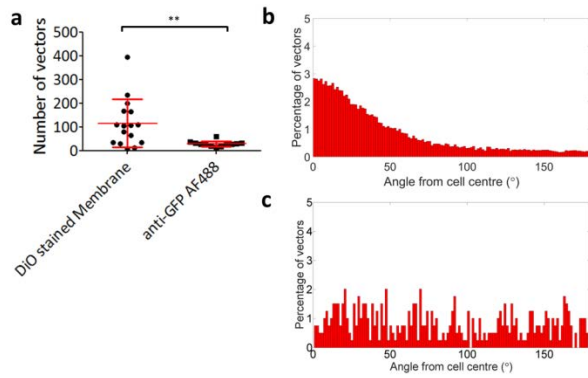 a
**
Number of vectors
500
400
300
200
100
0
DiO stained Membrane
anti-GFP AF488
b
Percentage of vectors
5
4
3
2
1
0
0 50 100 150
Angle from cell centre (°)
c
Percentage of vectors
5
4
3
2
1
0
0 50 100 150
Angle from cell centre (°)